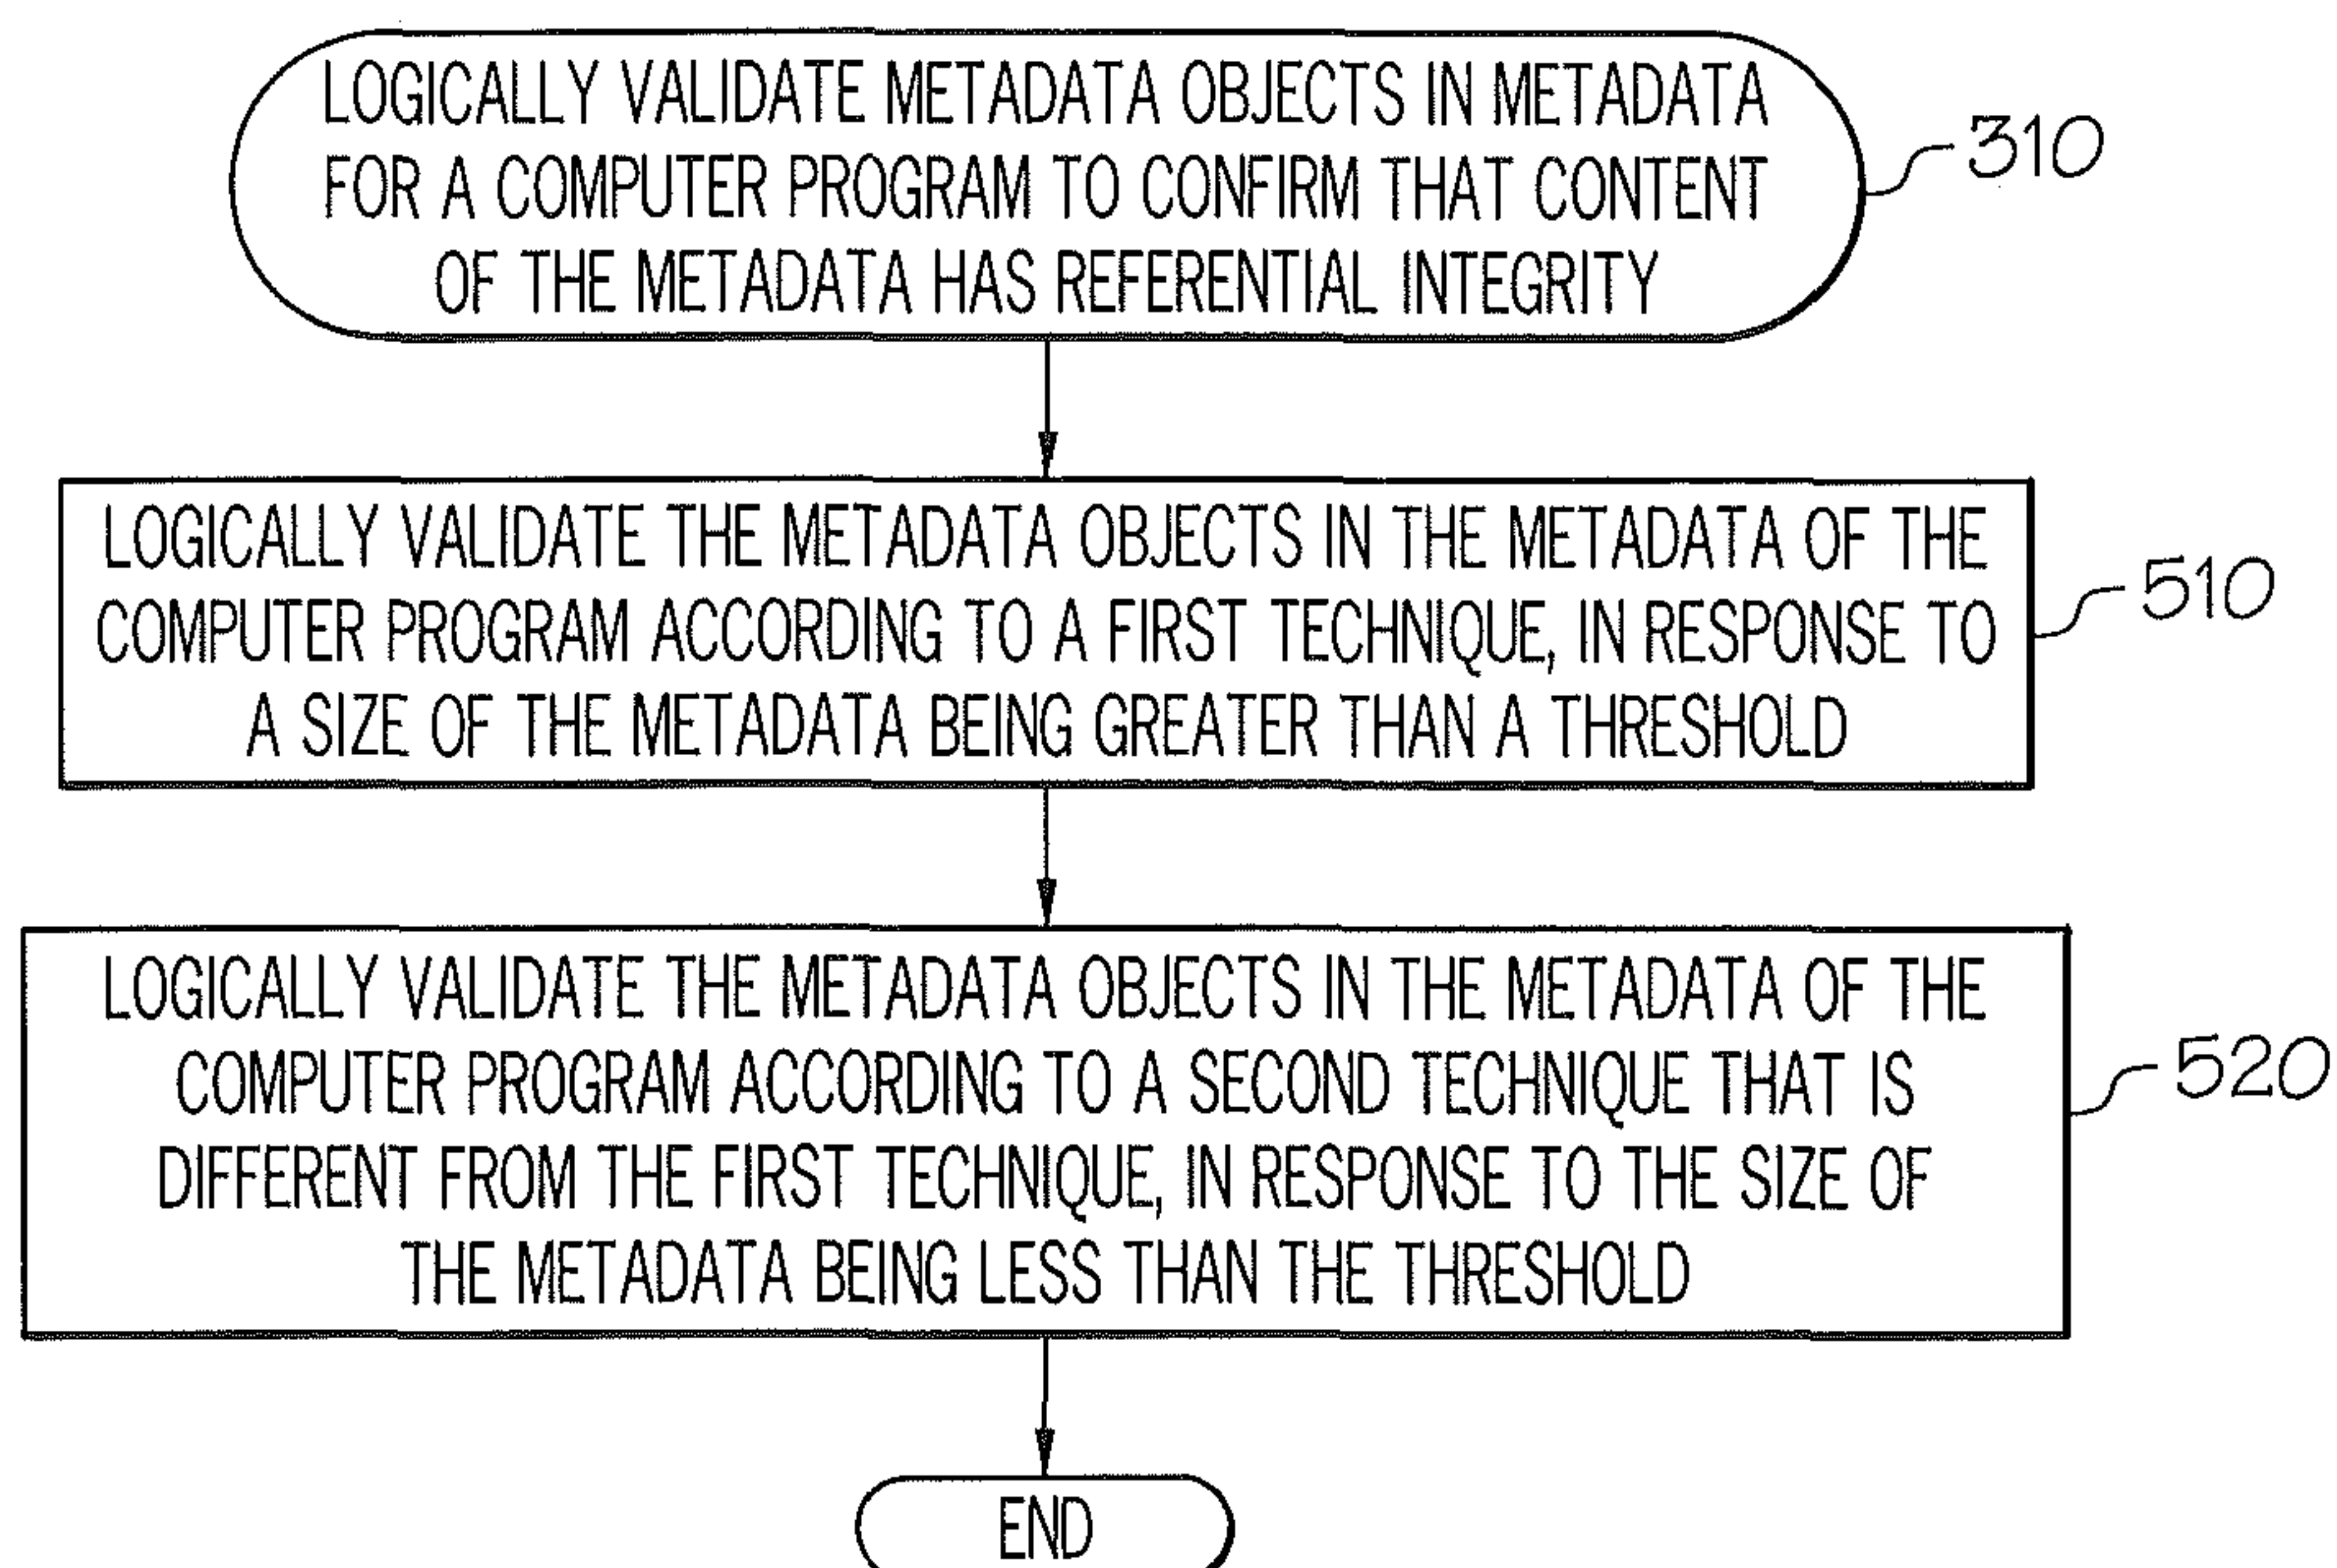 LOGICALLY VALIDATE METADATA OBJECTS IN METADATA
FOR A COMPUTER PROGRAM TO CONFIRM THAT CONTENT
OF THE METADATA HAS REFERENTIAL INTEGRITY
310
LOGICALLY VALIDATE THE METADATA OBJECTS IN THE METADATA OF THE
COMPUTER PROGRAM ACCORDING TO A FIRST TECHNIQUE, IN RESPONSE TO
A SIZE OF THE METADATA BEING GREATER THAN A THRESHOLD
510
LOGICALLY VALIDATE THE METADATA OBJECTS IN THE METADATA OF THE
COMPUTER PROGRAM ACCORDING TO A SECOND TECHNIQUE THAT IS
DIFFERENT FROM THE FIRST TECHNIQUE, IN RESPONSE TO THE SIZE OF
THE METADATA BEING LESS THAN THE THRESHOLD
520
END